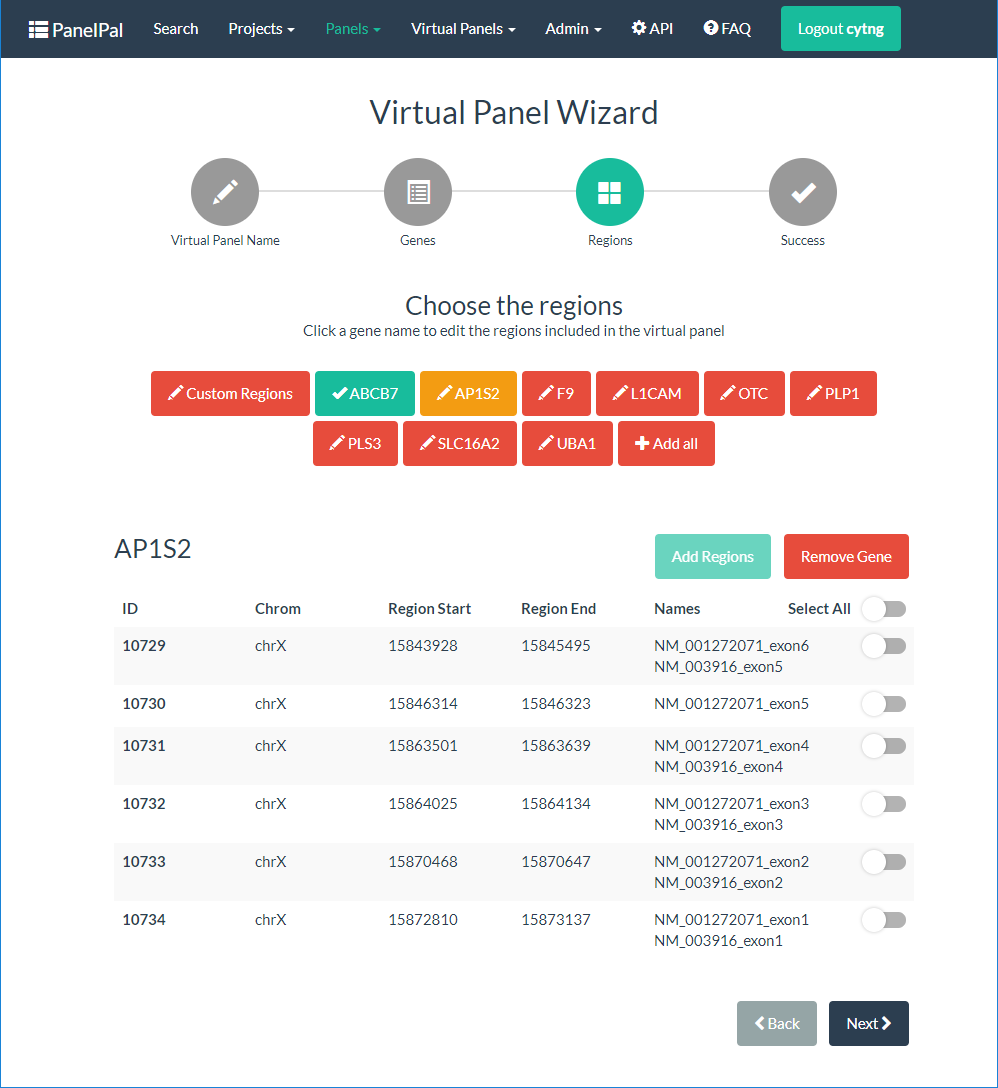 PanelPal Search Projects Panels Virtual Panels Admin API FAQ Logout cytng
Virtual Panel Wizard
Virtual Panel Name Genes Regions Success
Choose the regions
Click a gene name to edit the regions included in the virtual panel
Custom Regions ABCB7 AP1S2 F9 L1CAM OTC PLP1
PLS3 SLC16A2 UBA1 Add all
AP1S2 Add Regions Remove Gene
ID Chrom Region Start Region End Names Select All
10729 chrX 15843928 15845495 NM_001272071_exon6
NM_003916_exon5
10730 chrX 15846314 15846323 NM_001272071_exon5
10731 chrX 15863501 15863639 NM_001272071_exon4
NM_003916_exon4
10732 chrX 15864025 15864134 NM_001272071_exon3
NM_003916_exon3
10733 chrX 15870468 15870647 NM_001272071_exon2
NM_003916_exon2
10734 chrX 15872810 15873137 NM_001272071_exon1
NM_003916_exon1
Back Next